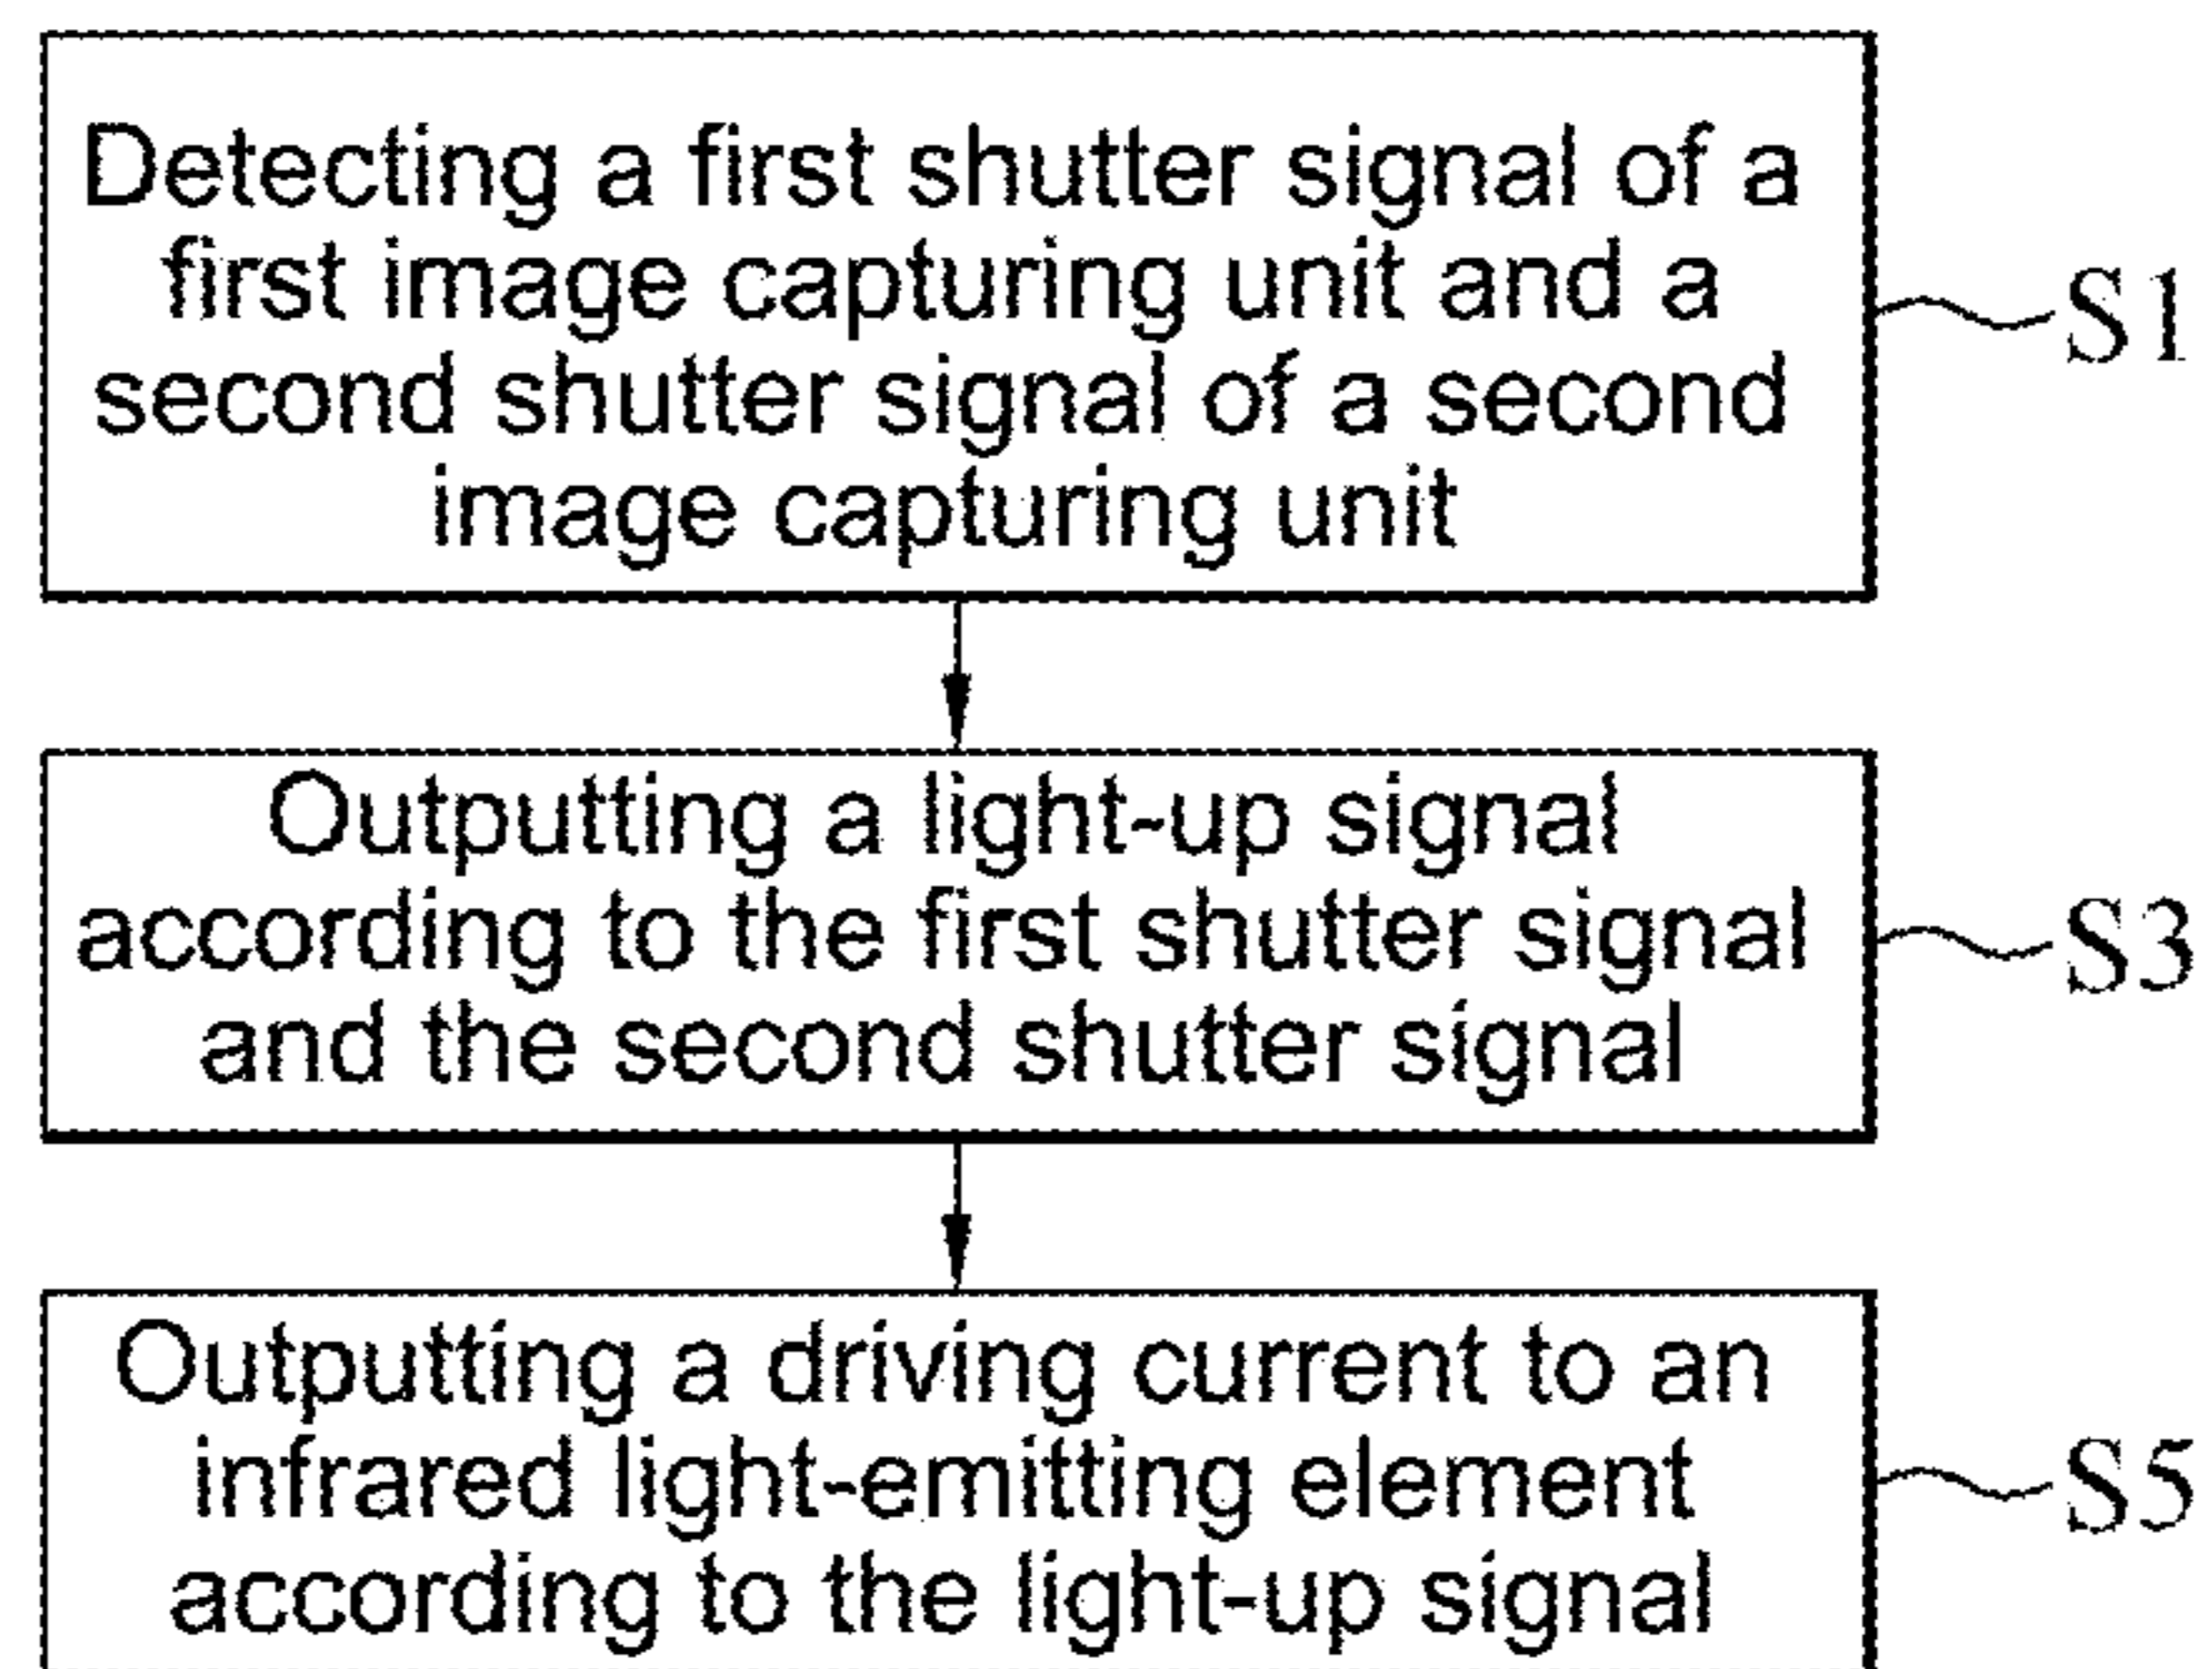 Detecting a first shutter signal of a
first image capturing unit and a
second shutter signal of a second
image capturing unit
S1
Outputting a light-up signal
according to the first shutter signal
and the second shutter signal
S3
Outputting a driving current to an
infrared light-emitting element
according to the light-up signal
S5